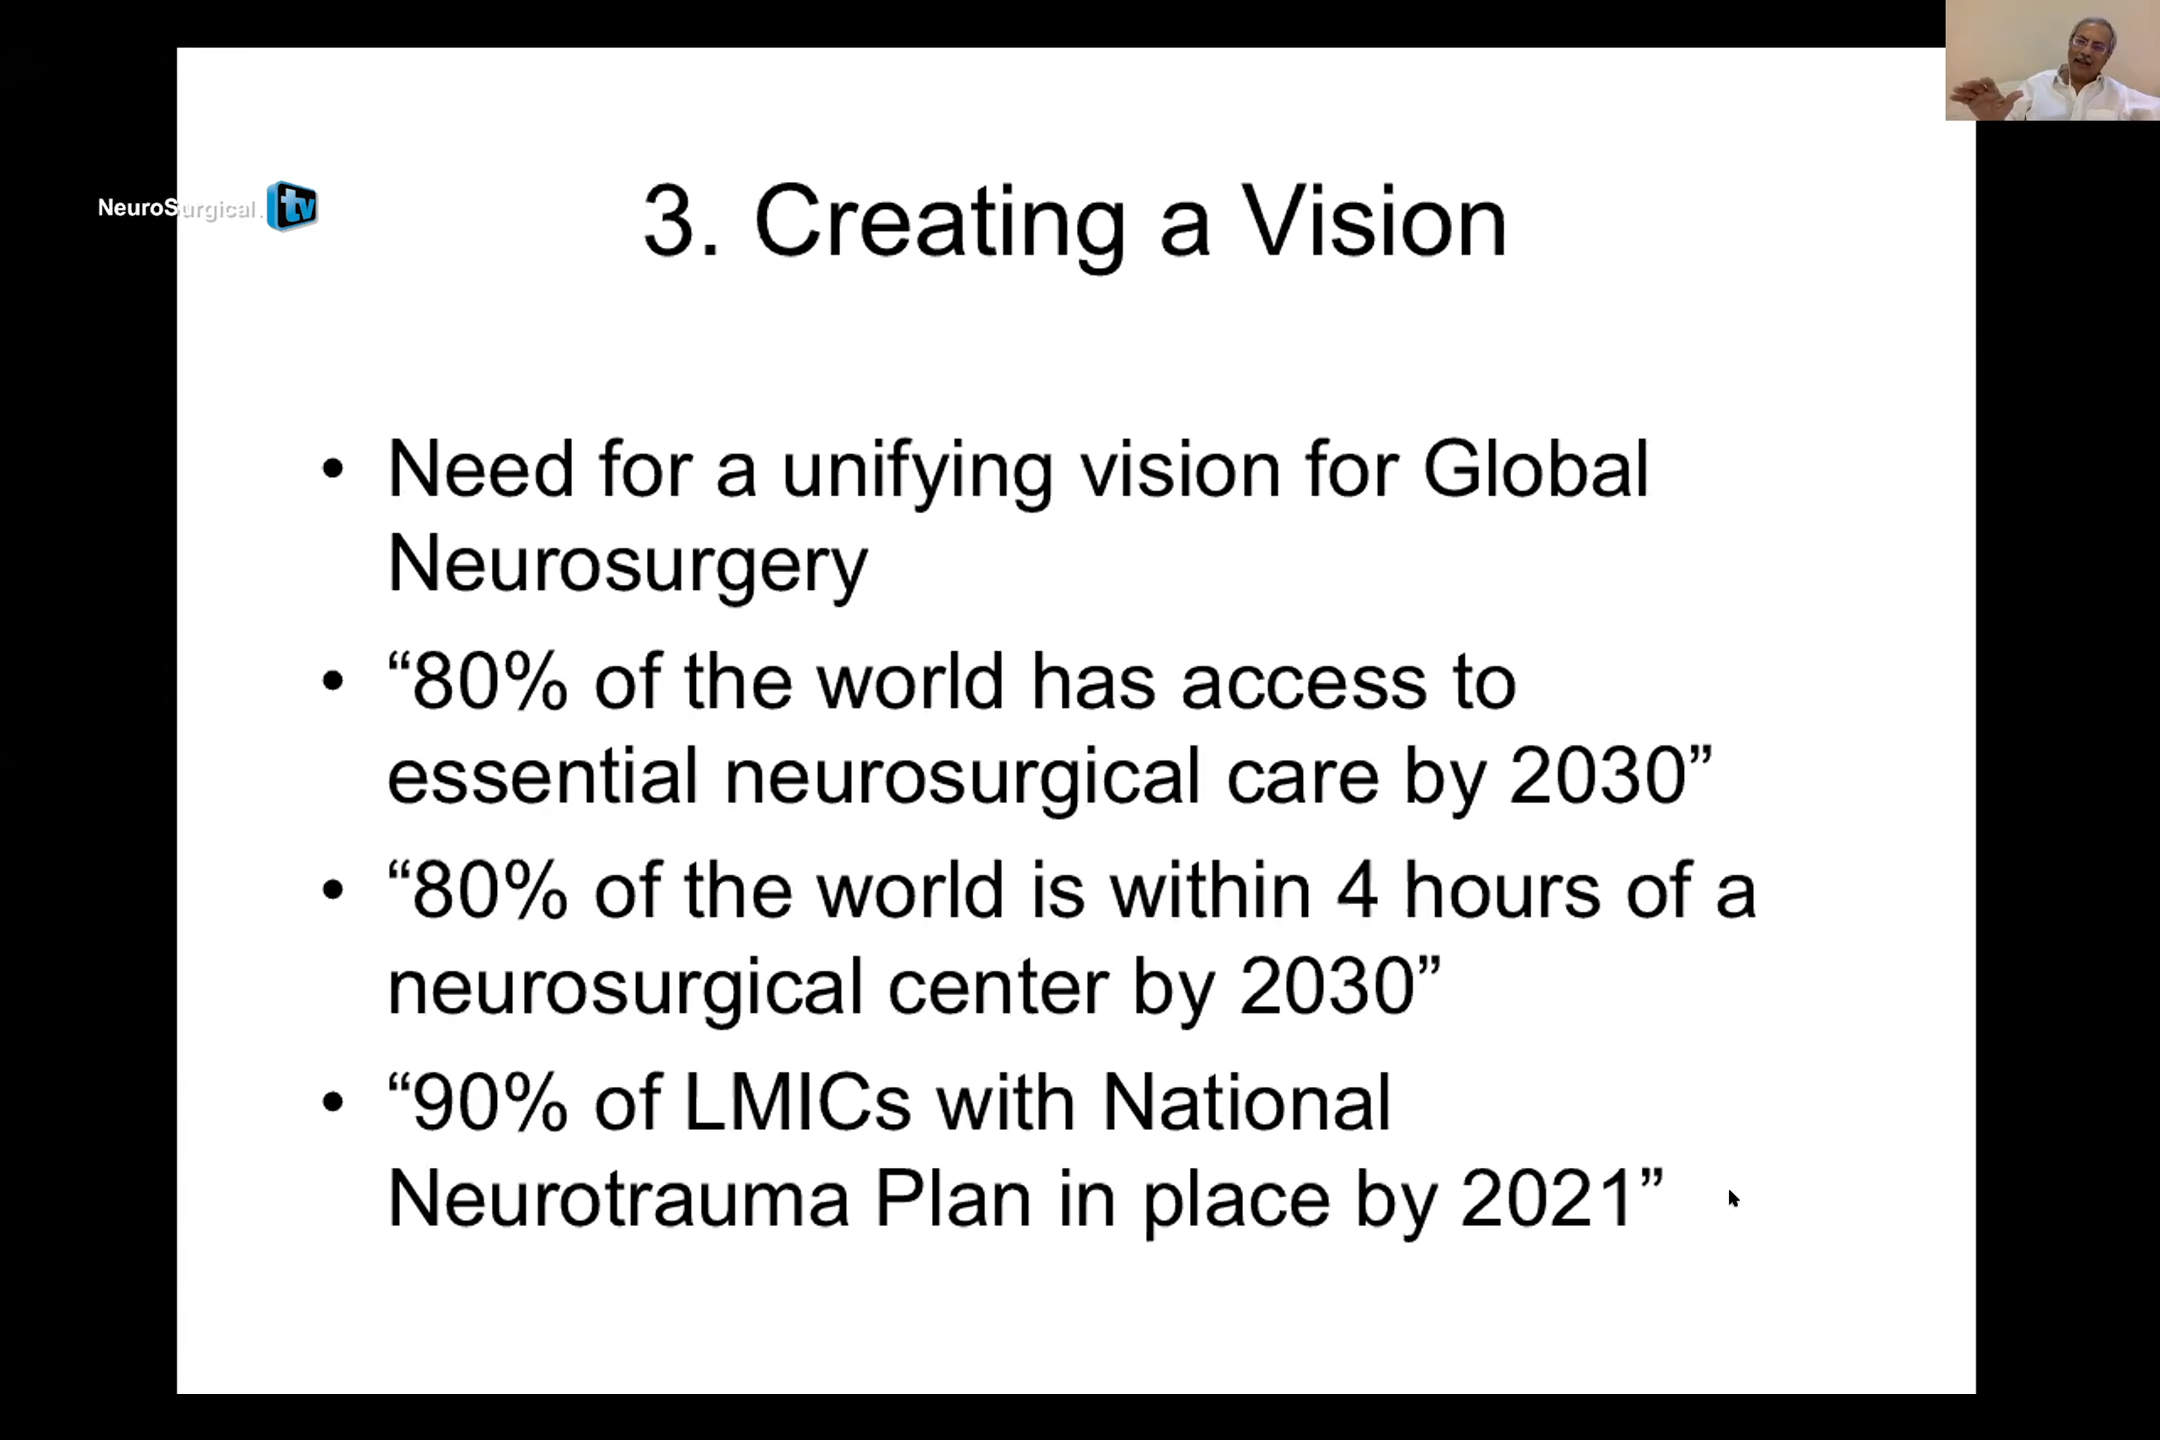 NeuroSurgical.tv
3. Creating a Vision
• Need for a unifying vision for Global
Neurosurgery
• “80% of the world has access to
essential neurosurgical care by 2030”
• “80% of the world is within 4 hours of a
neurosurgical center by 2030”
• “90% of LMICs with National
Neurotrauma Plan in place by 2021”